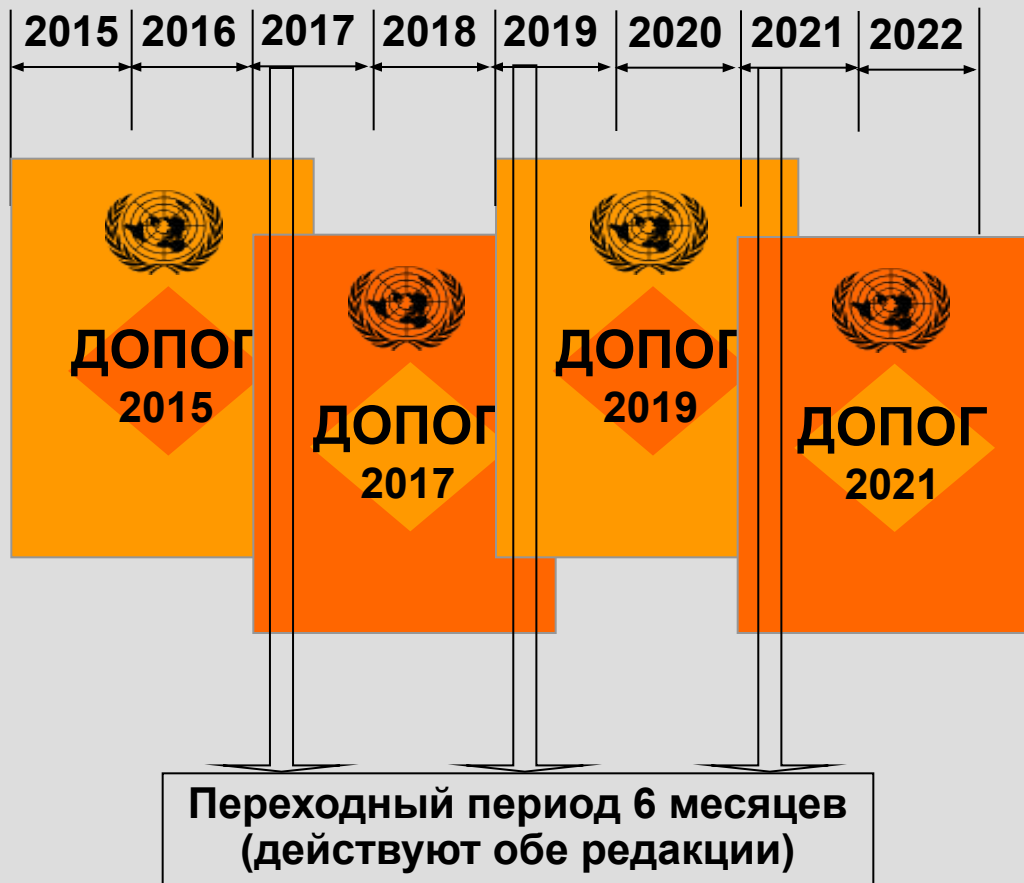 2015 2016 2017 2018 2019 2020 2021 2022
ДОПОГ
2015
ДОПОГ
2017
ДОПОГ
2019
ДОПОГ
2021
Переходный период 6 месяцев
(действуют обе редакции)